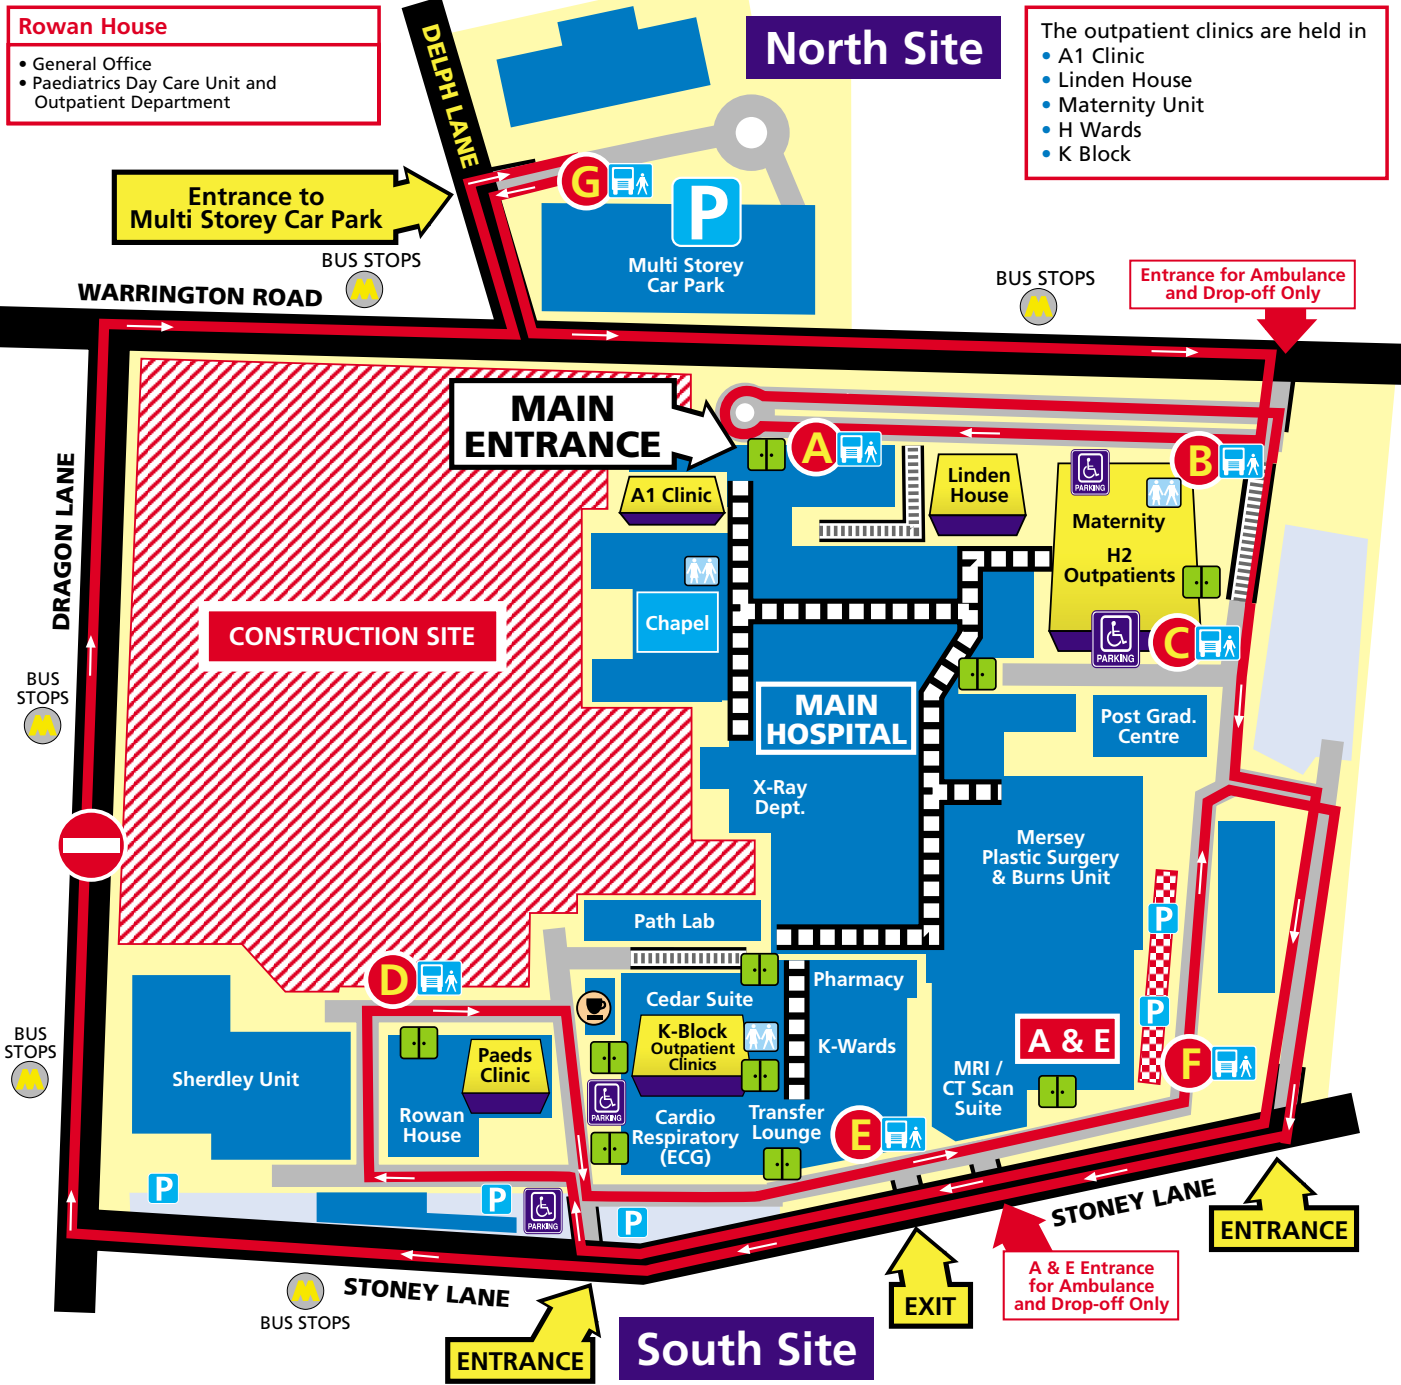 Rowan House
• General Office
• Paediatrics Day Care Unit and
Outpatient Department
DELPH LANE
North Site
The outpatient clinics are held in
• A1 Clinic
• Linden House
• Maternity Unit
• H Wards
• K Block
Entrance to
Multi Storey Car Park
G
P
Multi Storey
Car Park
BUS STOPS
WARRINGTON ROAD
BUS STOPS
Entrance for Ambulance
and Drop-off Only
MAIN
ENTRANCE
A
B
A1 Clinic
Linden
House
PARKING
Maternity
H2
Outpatients
DRAGON LANE
CONSTRUCTION SITE
Chapel
PARKING
C
BUS
STOPS
MAIN
HOSPITAL
Post Grad.
Centre
X-Ray
Dept.
Mersey
Plastic Surgery
& Burns Unit
Path Lab
P
D
Pharmacy
Cedar Suite
P
BUS
STOPS
K-Block
Outpatient
Clinics
K-Wards
A & E
F
Sherdley Unit
Paeds
Clinic
MRI /
CT Scan
Suite
PARKING
Rowan
House
Cardio
Respiratory
(ECG)
Transfer
Lounge
E
P
P
PARKING
P
STONEY LANE
ENTRANCE
STONEY LANE
BUS STOPS
EXIT
A & E Entrance
for Ambulance
and Drop-off Only
ENTRANCE
South Site